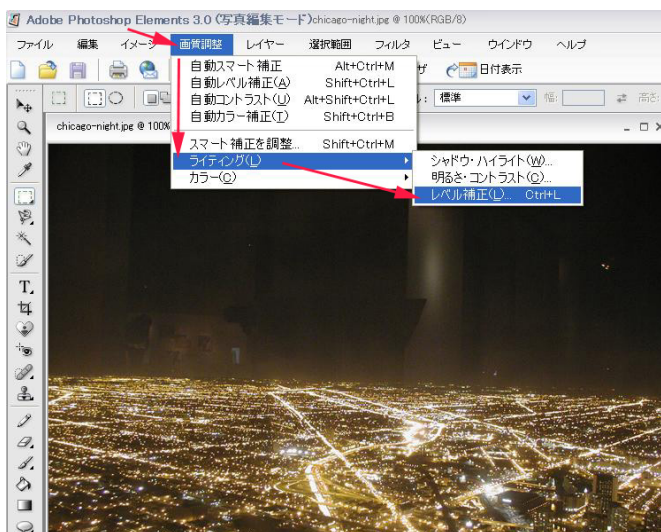 Adobe Photoshop Elements 3.0 (写真編集モード)chicago-night.jpg @ 100%(RGB/8)
ファイル 編集 イメージ 画質調整 レイヤー 選択範囲 フィルタ ビュー ウインドウ ヘルプ
日付表示
標準 幅: 高さ:
chicago-night.jpg @ 100%
自動スマート補正 Alt+Ctrl+M
自動レベル補正(A) Shift+Ctrl+L
自動コントラスト(U) Alt+Shift+Ctrl+L
自動カラー補正(T) Shift+Ctrl+B
スマート補正を調整... Shift+Ctrl+M
ライティング(L)
カラー(C)
シャドウ・ハイライト(W)...
明るさ・コントラスト(C)...
レベル補正(L)... Ctrl+L